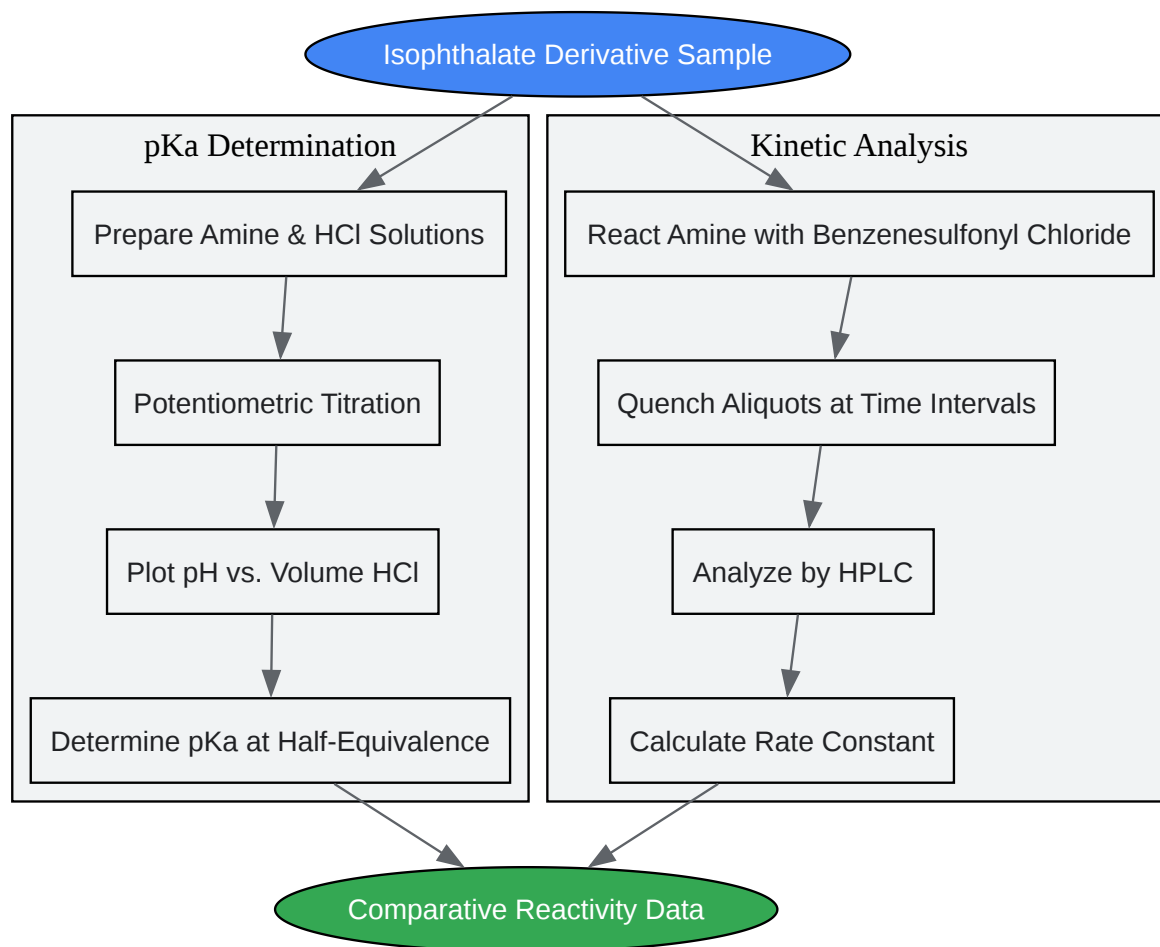 Isophthalate Derivative Sample
pKa Determination
Prepare Amine & HCl Solutions
Potentiometric Titration
Plot pH vs. Volume HCl
Determine pKa at Half-Equivalence
Kinetic Analysis
React Amine with Benzenesulfonyl Chloride
Quench Aliquots at Time Intervals
Analyze by HPLC
Calculate Rate Constant
Comparative Reactivity Data